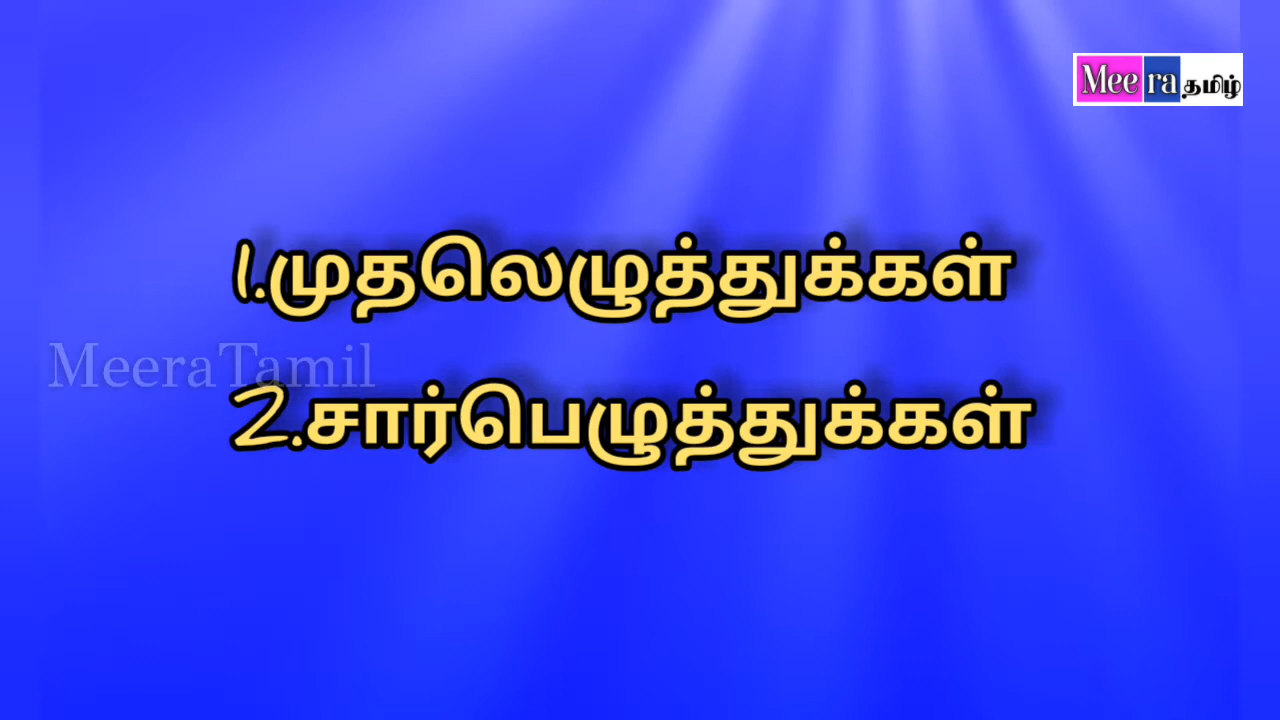 Meera தமிழ்
1.முதலெழுத்துக்கள்
MeeraTamil
2.சார்பெழுத்துக்கள்